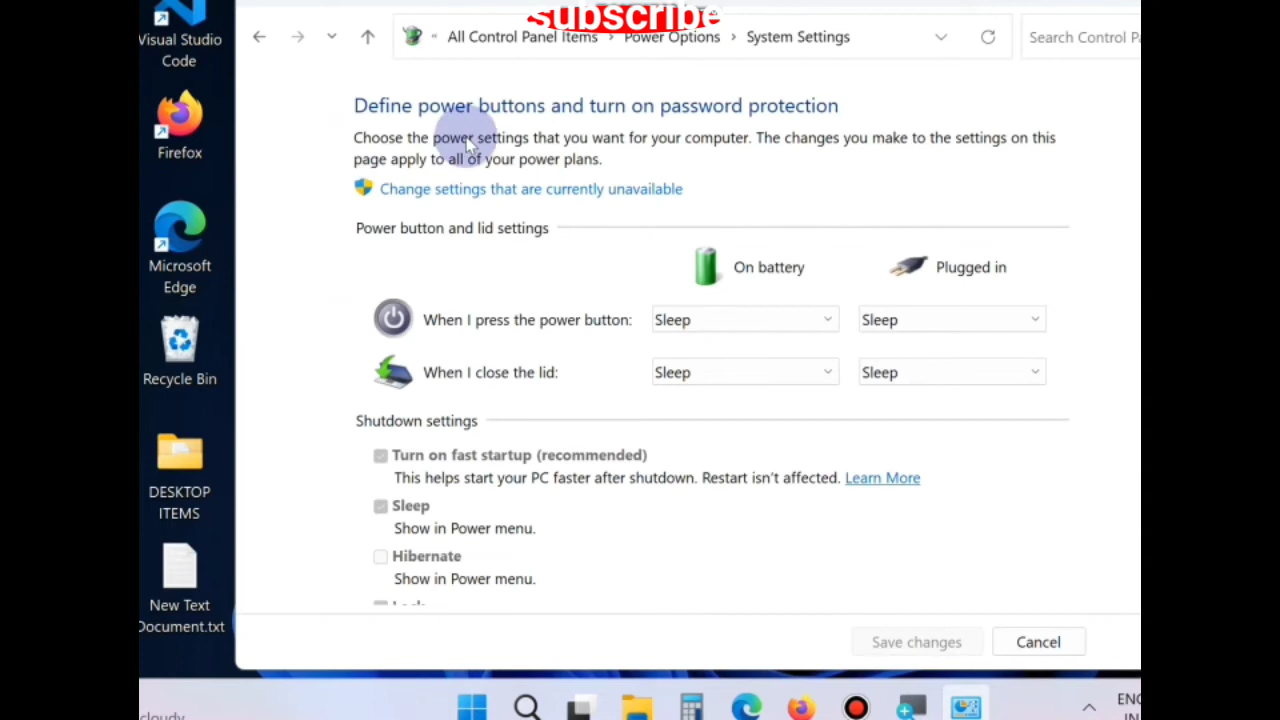 subscribe
Visual Studio
Code
All Control Panel Items › Power Options › System Settings
Search Control Pa
Define power buttons and turn on password protection
Choose the power settings that you want for your computer. The changes you make to the settings on this
page apply to all of your power plans.
Change settings that are currently unavailable
Firefox
Power button and lid settings
On battery
Plugged in
Microsoft
Edge
When I press the power button: Sleep Sleep
When I close the lid: Sleep Sleep
Recycle Bin
Shutdown settings
Turn on fast startup (recommended)
This helps start your PC faster after shutdown. Restart isn't affected. Learn More
Sleep
Show in Power menu.
DESKTOP
ITEMS
Hibernate
Show in Power menu.
New Text
Document.txt
Save changes
Cancel
ENG
IN
cloudy